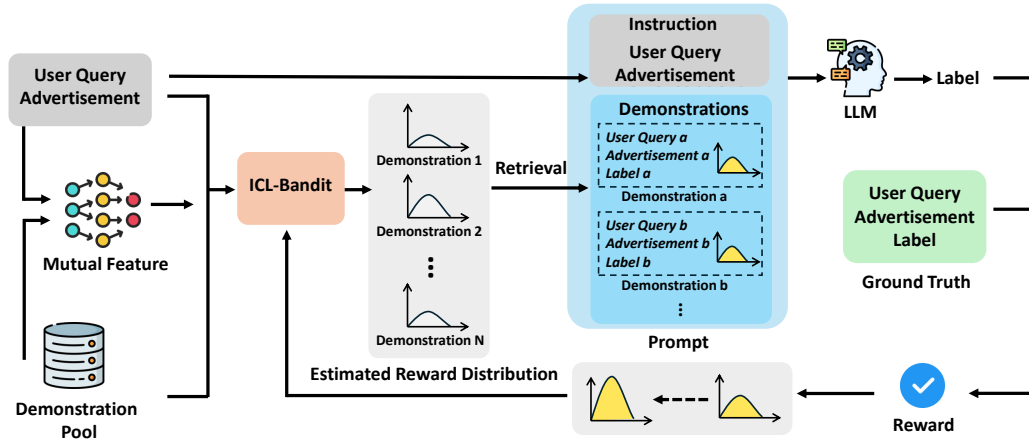 User Query
Advertisement
Mutual Feature
Demonstration
Pool
ICL-Bandit
Demonstration 1
Demonstration 2
Demonstration N
Estimated Reward Distribution
Retrieval
Instruction
User Query
Advertisement
Demonstrations
User Query a
Advertisement a
Label a
Demonstration a
User Query b
Advertisement b
Label b
Demonstration b
Prompt
LLM
Label
User Query
Advertisement
Label
Ground Truth
Reward